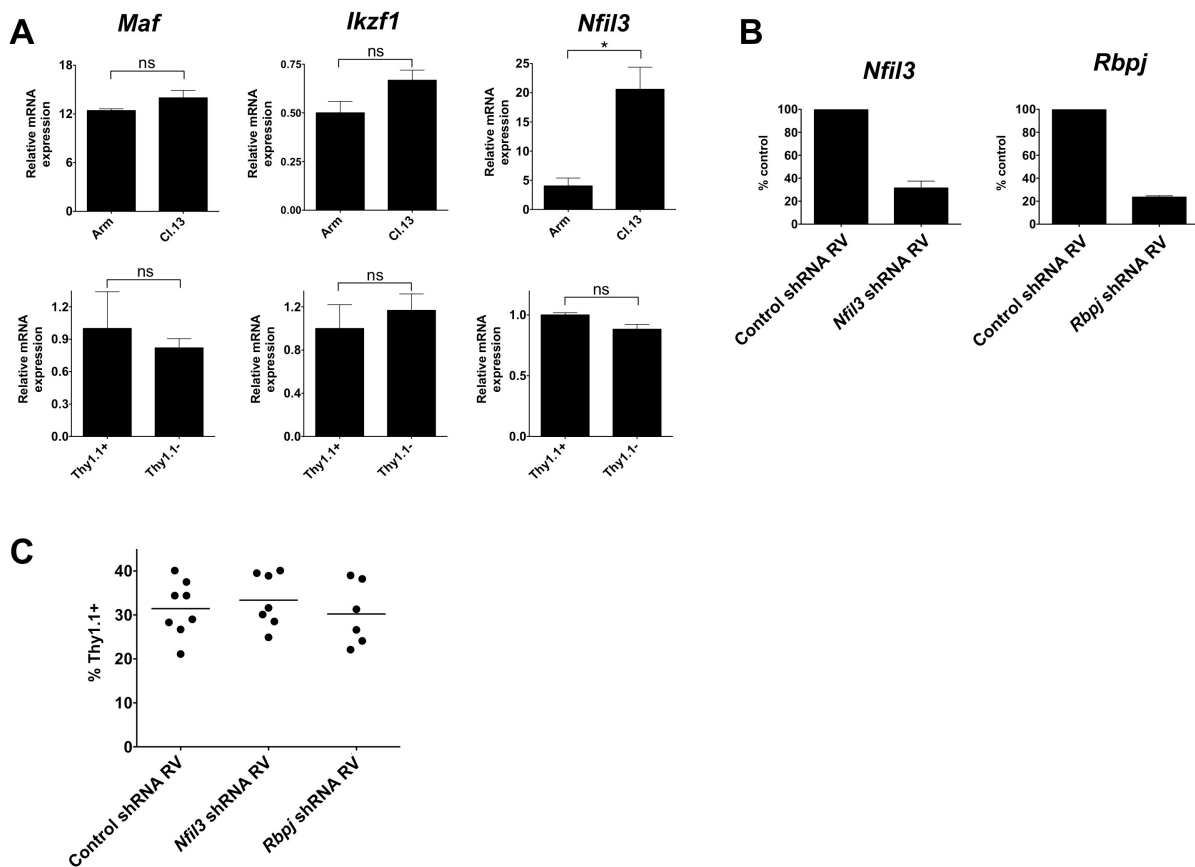 A
Maf
Ikzf1
Nfil3
B
Nfil3
Rbpj
Relative mRNA
expression
18
12
6
0
ns
Arm
Cl.13
Relative mRNA
expression
0.75
0.50
0.25
0.00
ns
Arm
Cl.13
Relative mRNA
expression
25
20
15
10
5
0
*
Arm
Cl.13
% control
100
80
60
40
20
0
Control shRNA RV
Nfil3 shRNA RV
% control
100
80
60
40
20
0
Control shRNA RV
Rbpj shRNA RV
Relative mRNA
expression
1.2
0.9
0.6
0.3
0.0
ns
Thy1.1+
Thy1.1-
Relative mRNA
expression
1.2
0.8
0.4
0.0
ns
Thy1.1+
Thy1.1-
Relative mRNA
expression
1.0
0.5
0.0
ns
Thy1.1+
Thy1.1-
C
% Thy1.1+
40
30
20
10
0
Control shRNA RV
Nfil3 shRNA RV
Rbpj shRNA RV